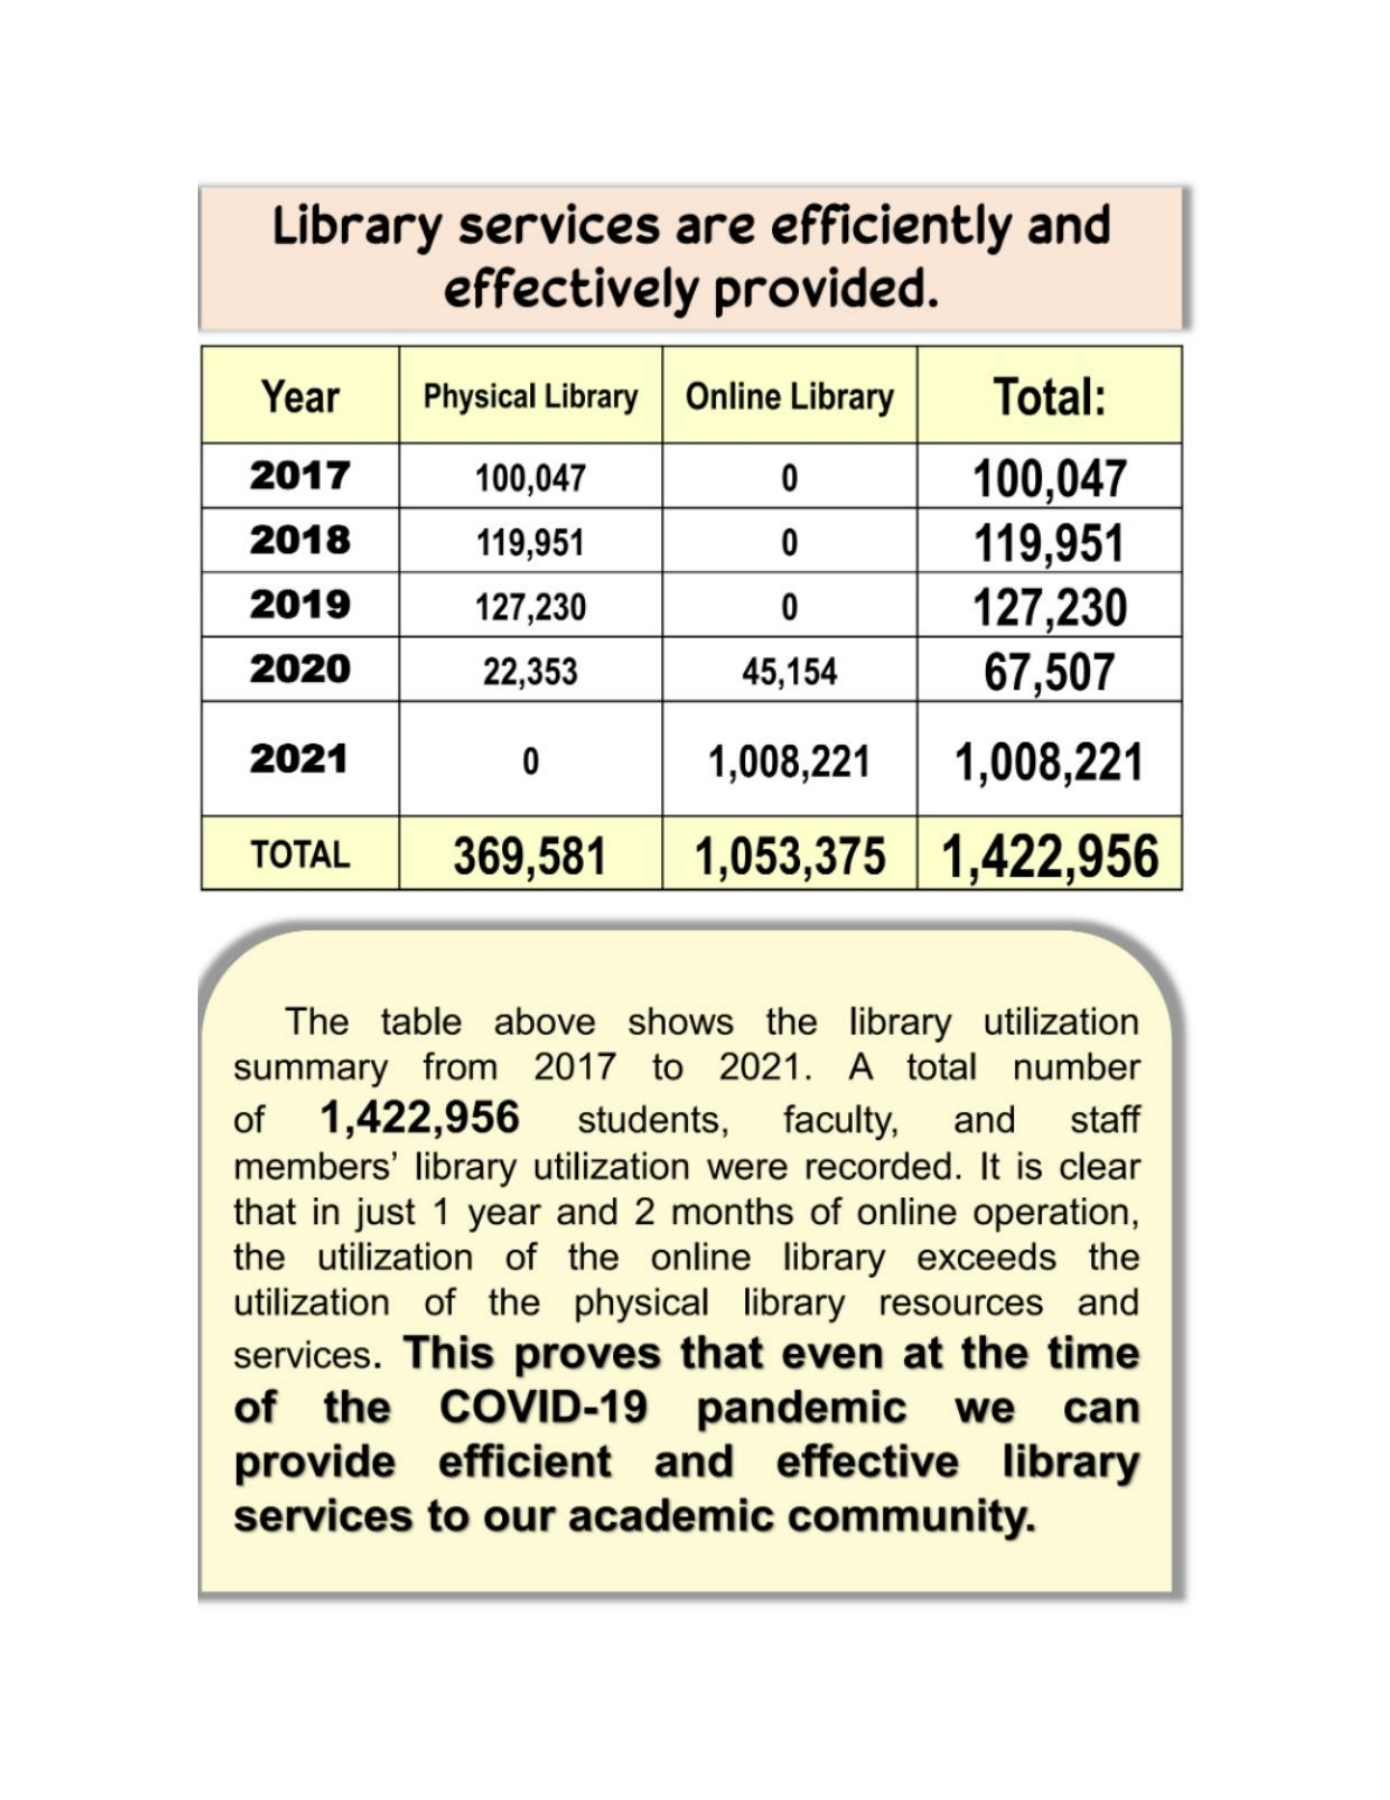 Library services are efficiently and
effectively provided.
Year Physical Library Online Library Total:
2017 100,047 0 100,047
2018 119,951 0 119,951
2019 127,230 0 127,230
2020 22,353 45,154 67,507
2021 0 1,008,221 1,008,221
TOTAL 369,581 1,053,375 1,422,956
The table above shows the library utilization
summary from 2017 to 2021. A total number
of 1,422,956 students, faculty, and staff
members’ library utilization were recorded. It is clear
that in just 1 year and 2 months of online operation,
the utilization of the online library exceeds the
utilization of the physical library resources and
services. This proves that even at the time
of the COVID-19 pandemic we can
provide efficient and effective library
services to our academic community.